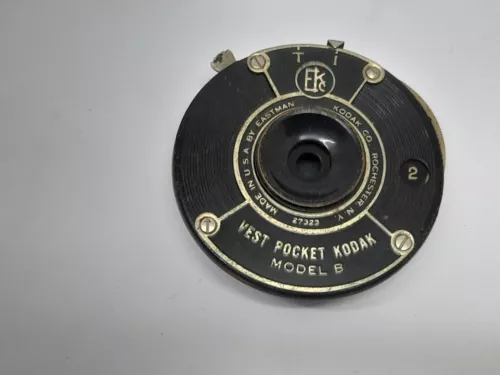 T I
EKC
MADE IN U.S.A. BY EASTMAN KODAK CO. ROCHESTER, N.Y.
27323
2
VEST POCKET KODAK
MODEL B